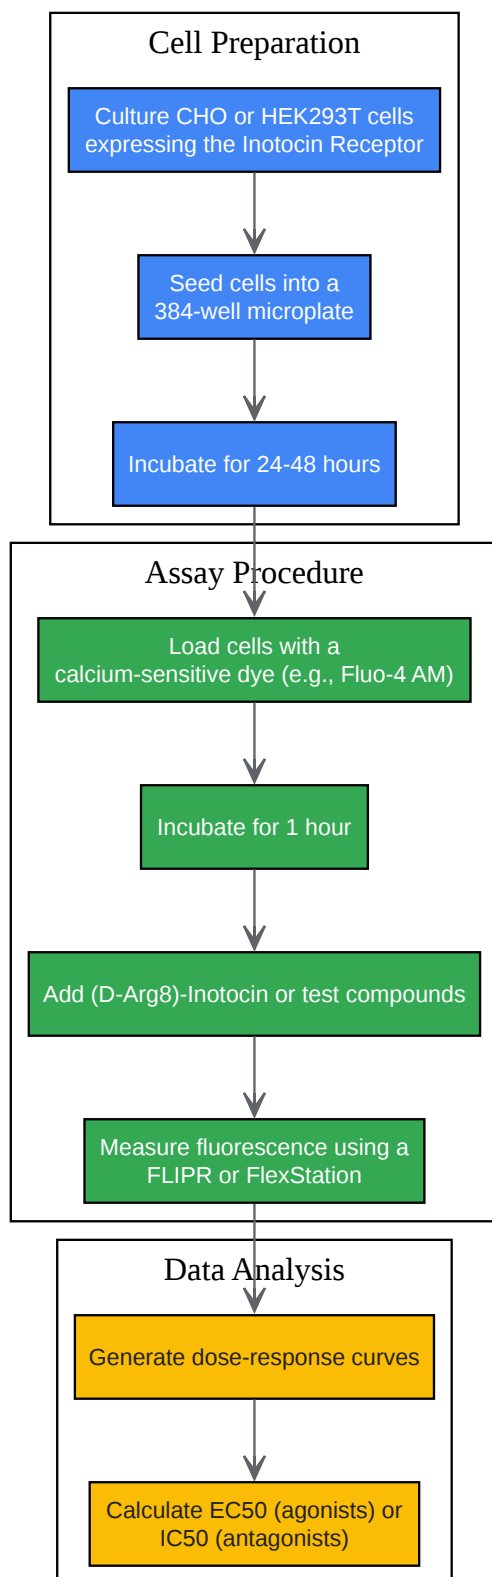 Cell Preparation
Culture CHO or HEK293T cells
expressing the Inotocin Receptor
Seed cells into a
384-well microplate
Incubate for 24-48 hours
Assay Procedure
Load cells with a
calcium-sensitive dye (e.g., Fluo-4 AM)
Incubate for 1 hour
Add (D-Arg8)-Inotocin or test compounds
Measure fluorescence using a
FLIPR or FlexStation
Data Analysis
Generate dose-response curves
Calculate EC50 (agonists) or
IC50 (antagonists)